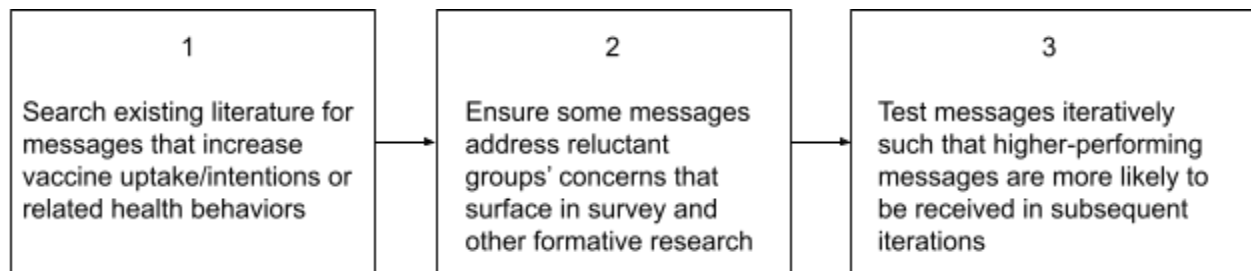 1
Search existing literature for
messages that increase
vaccine uptake/intentions or
related health behaviors
2
Ensure some messages
address reluctant
groups’ concerns that
surface in survey and
other formative research
3
Test messages iteratively
such that higher-performing
messages are more likely to
be received in subsequent
iterations